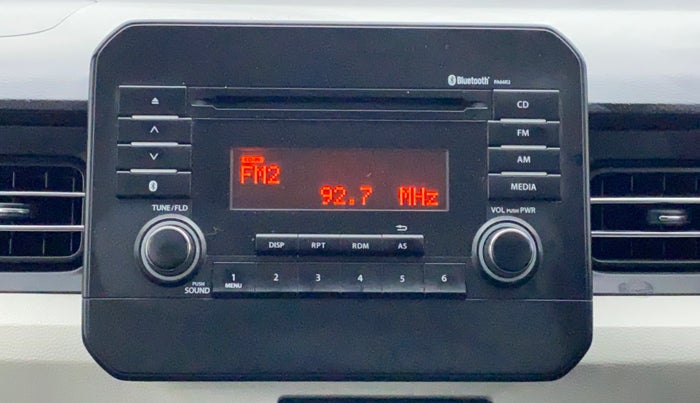 Bluetooth
CD
FM
AM
MEDIA
FM2
92.7 MHz
TUNE/FLD
VOL PUSH PWR
DISP RPT RDM AS
PUSH
SOUND
1 2 3 4 5 6
MENU